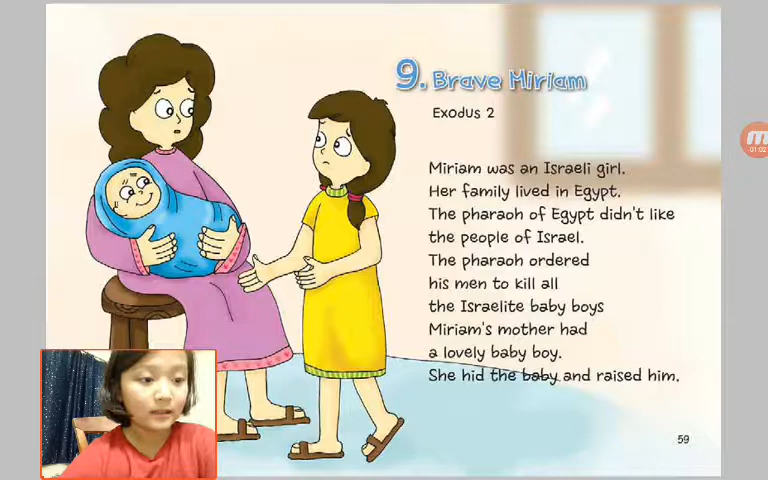 9. Brave Miriam
Exodus 2
Miriam was an Israeli girl.
Her family lived in Egypt.
The pharaoh of Egypt didn't like
the people of Israel.
The pharaoh ordered
his men to kill all
the Israelite baby boys
Miriam's mother had
a lovely baby boy.
She hid the baby and raised him.
59
M
01:02